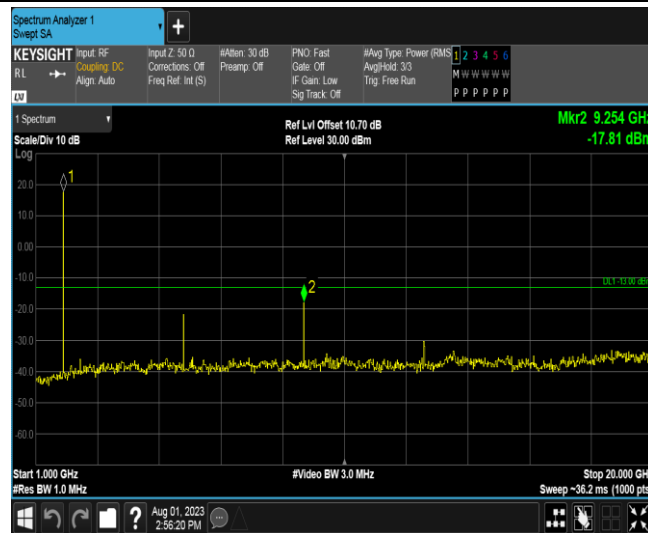 Spectrum Analyzer 1
Swept SA
+
KEYSIGHT
RL
LXI
Input: RF
Coupling: DC
Align: Auto
Input Z: 50 Ω
Corrections: Off
Freq Ref: Int (S)
#Atten: 30 dB
Preamp: Off
PNO: Fast
Gate: Off
IF Gain: Low
Sig Track: Off
#Avg Type: Power (RMS
Avg|Hold: 3/3
Trig: Free Run
1 2 3 4 5 6
M W W W W W
P P P P P P
1 Spectrum
Scale/Div 10 dB
Log
Ref Lvl Offset 10.70 dB
Ref Level 30.00 dBm
Mkr2 9.254 GHz
-17.81 dBm
1
20.0
10.0
0.00
-10.0
2
DL1 -13.00 dBm
-20.0
-30.0
-40.0
-50.0
-60.0
Start 1.000 GHz
#Res BW 1.0 MHz
#Video BW 3.0 MHz
Stop 20.000 GH
Sweep ~36.2 ms (1000 pts
?
Aug 01, 2023
2:56:20 PM